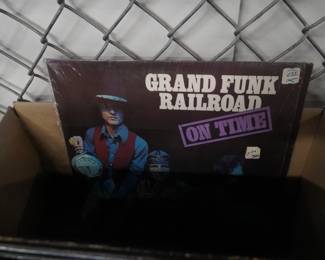 GRAND FUNK
RAILROAD
ON TIME